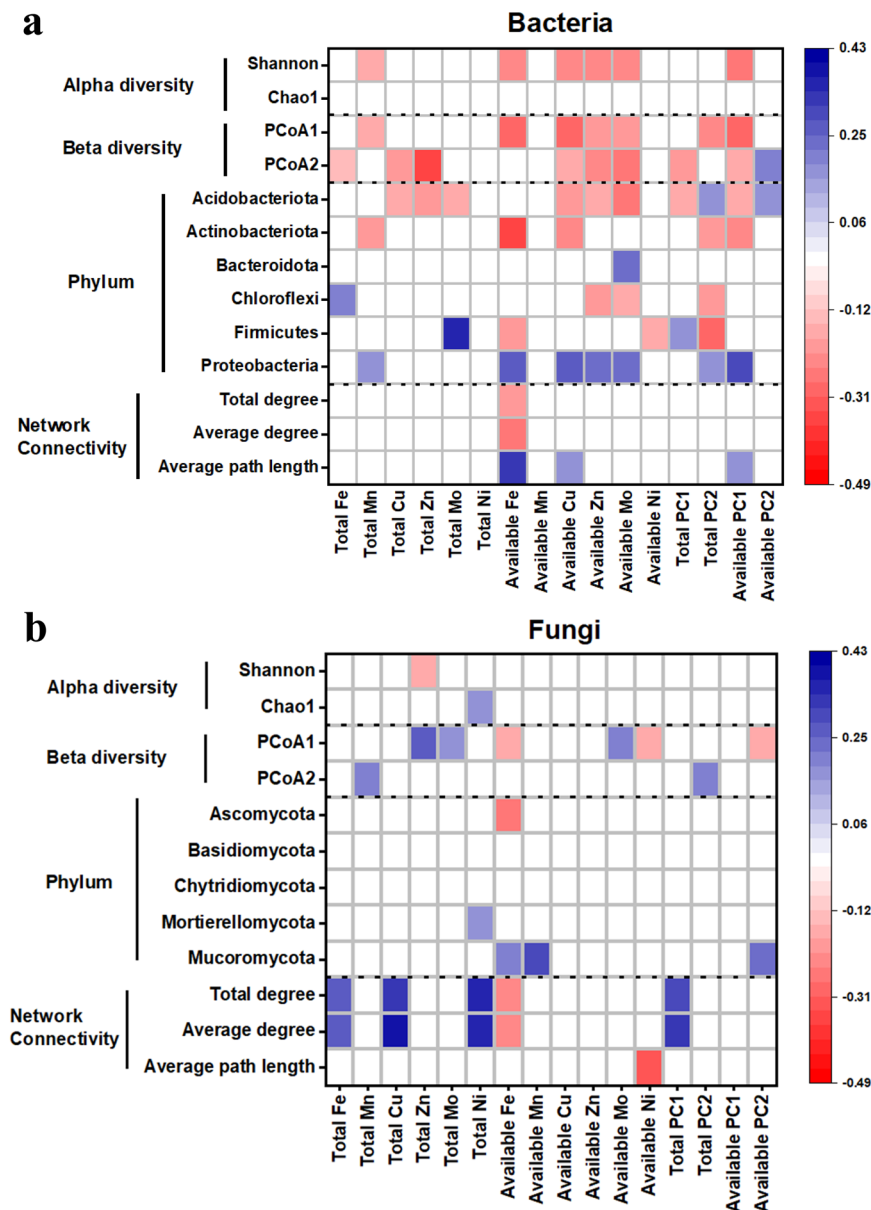 a
Bacteria
Alpha diversity
Shannon
Chao1
Beta diversity
PCoA1
PCoA2
Phylum
Acidobacteriota
Actinobacteriota
Bacteroidota
Chloroflexi
Firmicutes
Proteobacteria
Network
Connectivity
Total degree
Average degree
Average path length
0.43
0.25
0.06
-0.12
-0.31
-0.49
Total Fe
Total Mn
Total Cu
Total Zn
Total Mo
Total Ni
Available Fe
Available Mn
Available Cu
Available Zn
Available Mo
Available Ni
Total PC1
Total PC2
Available PC1
Available PC2
b
Fungi
Alpha diversity
Shannon
Chao1
Beta diversity
PCoA1
PCoA2
Phylum
Ascomycota
Basidiomycota
Chytridiomycota
Mortierellomycota
Mucoromycota
Network
Connectivity
Total degree
Average degree
Average path length
0.43
0.25
0.06
-0.12
-0.31
-0.49
Total Fe
Total Mn
Total Cu
Total Zn
Total Mo
Total Ni
Available Fe
Available Mn
Available Cu
Available Zn
Available Mo
Available Ni
Total PC1
Total PC2
Available PC1
Available PC2